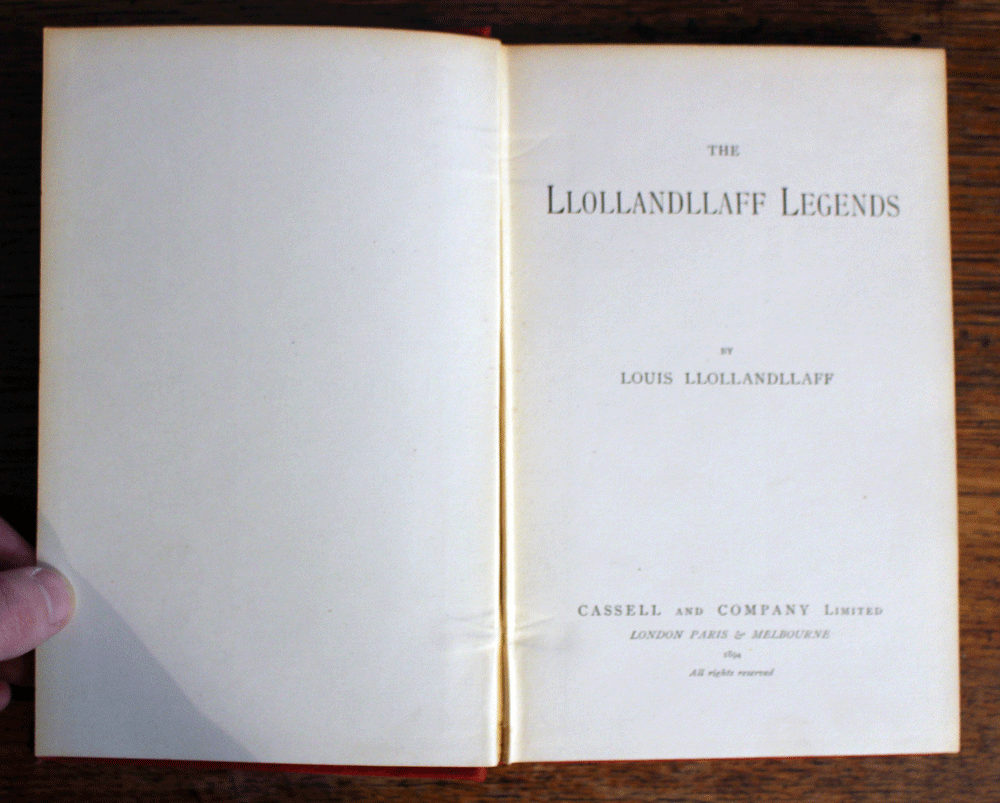 THE
LLOLLANDLLAFF LEGENDS
BY
LOUIS LLOLLANDLLAFF
CASSELL AND COMPANY LIMITED
LONDON PARIS & MELBOURNE
1894
All rights reserved